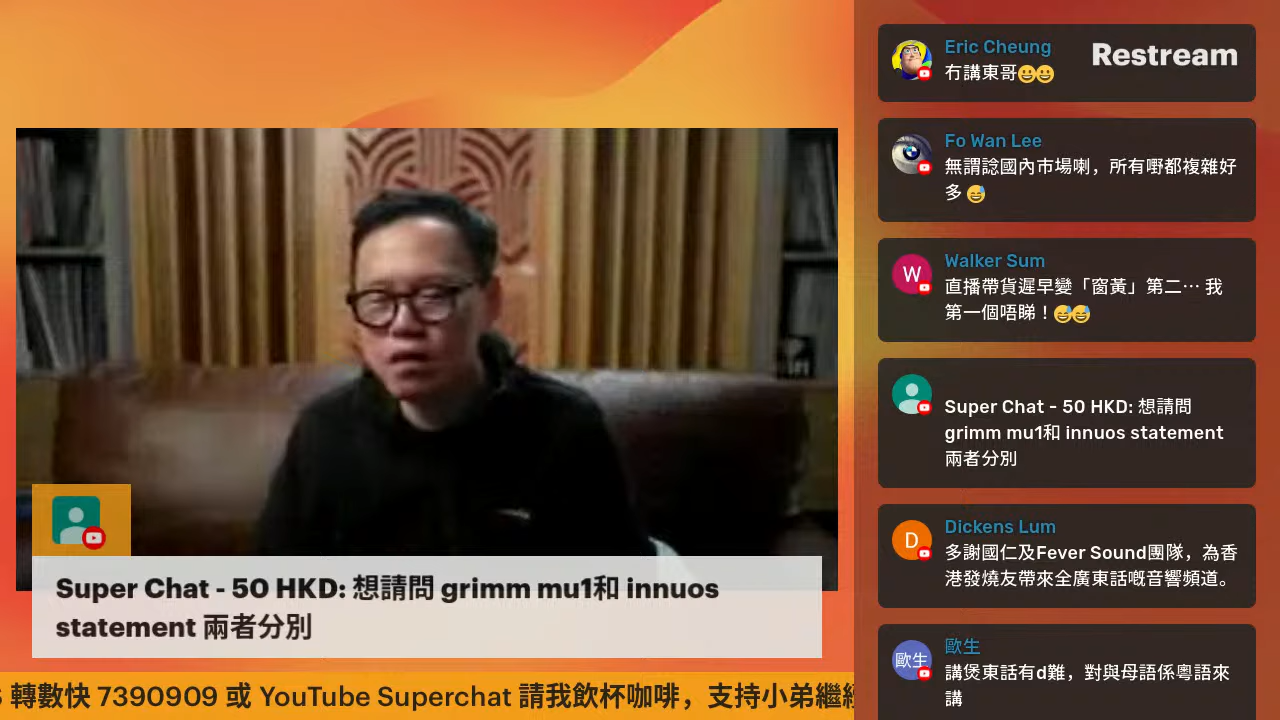 Restream
Eric Cheung
冇講東哥😀😀
Fo Wan Lee
無謂諗國內市場喇，所有嘢都複雜好
多 😅
W
Walker Sum
直播帶貨遲早變「窗黃」第二⋯ 我
第一個唔睇！😅😅
Super Chat - 50 HKD: 想請問
grimm mu1和 innuos statement
兩者分別
D
Dickens Lum
多謝國仁及Fever Sound團隊，為香
港發燒友帶來全廣東話嘅音響頻道。
歐生
歐生
講煲東話有d難，對與母語係粵語來
講
Super Chat - 50 HKD: 想請問 grimm mu1和 innuos
statement 兩者分別
轉數快 7390909 或 YouTube Superchat 請我飲杯咖啡，支持小弟繼續